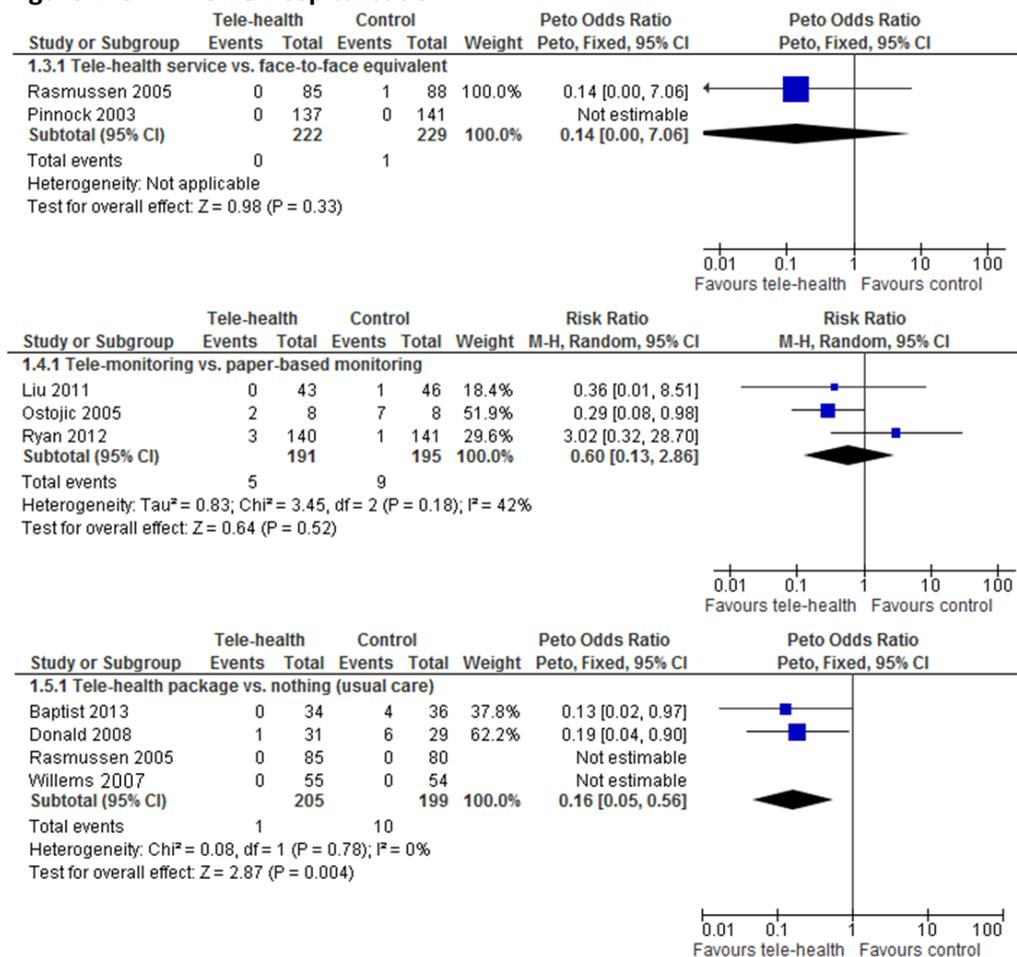 Tele-health Control Peto Odds Ratio Peto Odds Ratio
Study or Subgroup Events Total Events Total Weight Peto, Fixed, 95% CI Peto, Fixed, 95% CI
1.3.1 Tele-health service vs. face-to-face equivalent
Rasmussen 2005 0 85 1 88 100.0% 0.14 [0.00, 7.06]
Pinnock 2003 0 137 0 141 Not estimable
Subtotal (95% CI) 222 229 100.0% 0.14 [0.00, 7.06]
Total events 0 1
Heterogeneity: Not applicable
Test for overall effect: Z = 0.98 (P = 0.33)
0.01 0.1 1 10 100
Favours tele-health Favours control
Tele-health Control Risk Ratio Risk Ratio
Study or Subgroup Events Total Events Total Weight M-H, Random, 95% CI M-H, Random, 95% CI
1.4.1 Tele-monitoring vs. paper-based monitoring
Liu 2011 0 43 1 46 18.4% 0.36 [0.01, 8.51]
Ostojic 2005 2 8 7 8 51.9% 0.29 [0.08, 0.98]
Ryan 2012 3 140 1 141 29.6% 3.02 [0.32, 28.70]
Subtotal (95% CI) 191 195 100.0% 0.60 [0.13, 2.86]
Total events 5 9
Heterogeneity: Tau² = 0.83; Chi² = 3.45, df = 2 (P = 0.18); I² = 42%
Test for overall effect: Z = 0.64 (P = 0.52)
0.01 0.1 1 10 100
Favours tele-health Favours control
Tele-health Control Peto Odds Ratio Peto Odds Ratio
Study or Subgroup Events Total Events Total Weight Peto, Fixed, 95% CI Peto, Fixed, 95% CI
1.5.1 Tele-health package vs. nothing (usual care)
Baptist 2013 0 34 4 36 37.8% 0.13 [0.02, 0.97]
Donald 2008 1 31 6 29 62.2% 0.19 [0.04, 0.90]
Rasmussen 2005 0 85 0 80 Not estimable
Willems 2007 0 55 0 54 Not estimable
Subtotal (95% CI) 205 199 100.0% 0.16 [0.05, 0.56]
Total events 1 10
Heterogeneity: Chi² = 0.08, df = 1 (P = 0.78); I² = 0%
Test for overall effect: Z = 2.87 (P = 0.004)
0.01 0.1 1 10 100
Favours tele-health Favours control